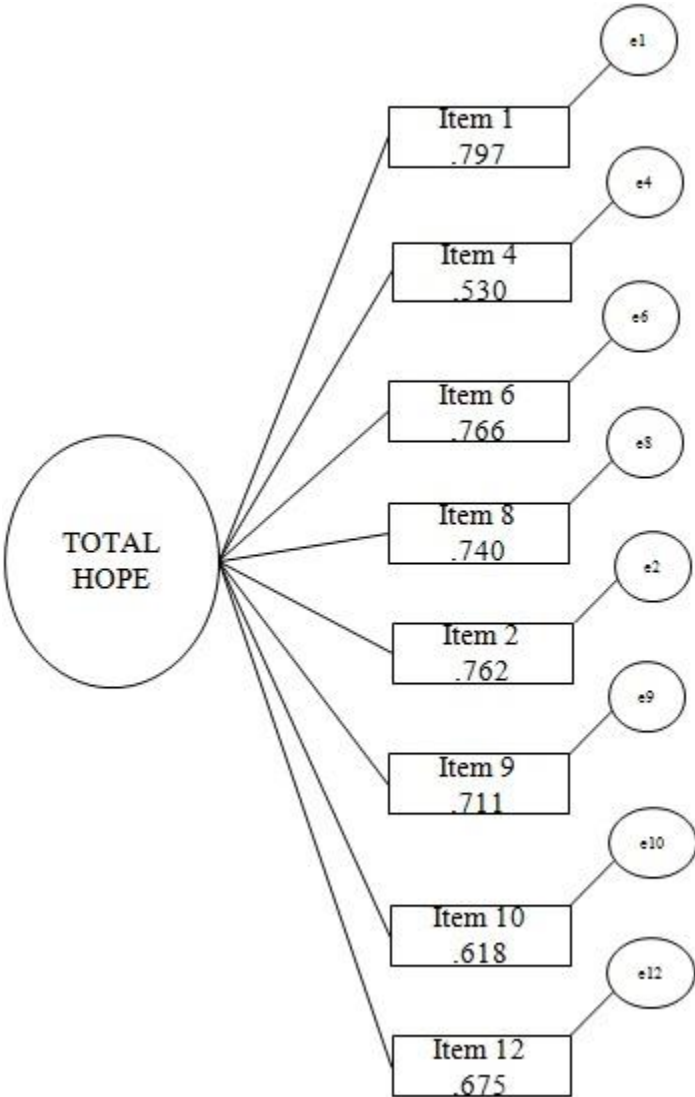 e1
Item 1
.797
e4
Item 4
.530
e6
Item 6
.766
e8
Item 8
.740
TOTAL
HOPE
e2
Item 2
.762
e9
Item 9
.711
e10
Item 10
.618
e12
Item 12
.675